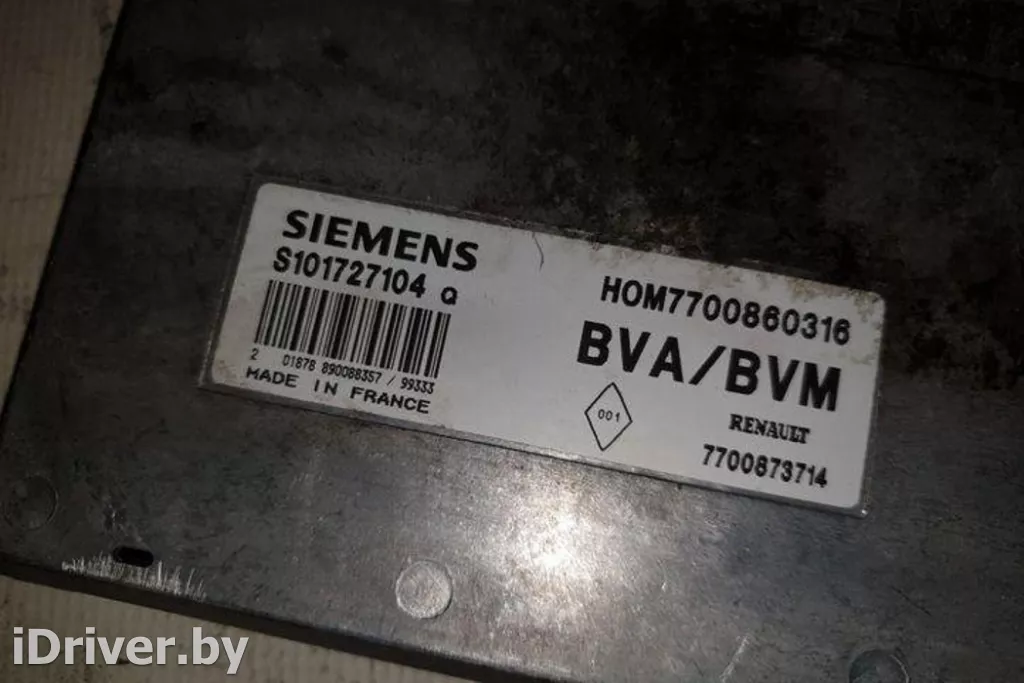 SIEMENS
S101727104 Q
2 01878 890088357 / 99333
MADE IN FRANCE
HOM7700860316
BVA/BVM
001
RENAULT
7700873714
iDriver.by